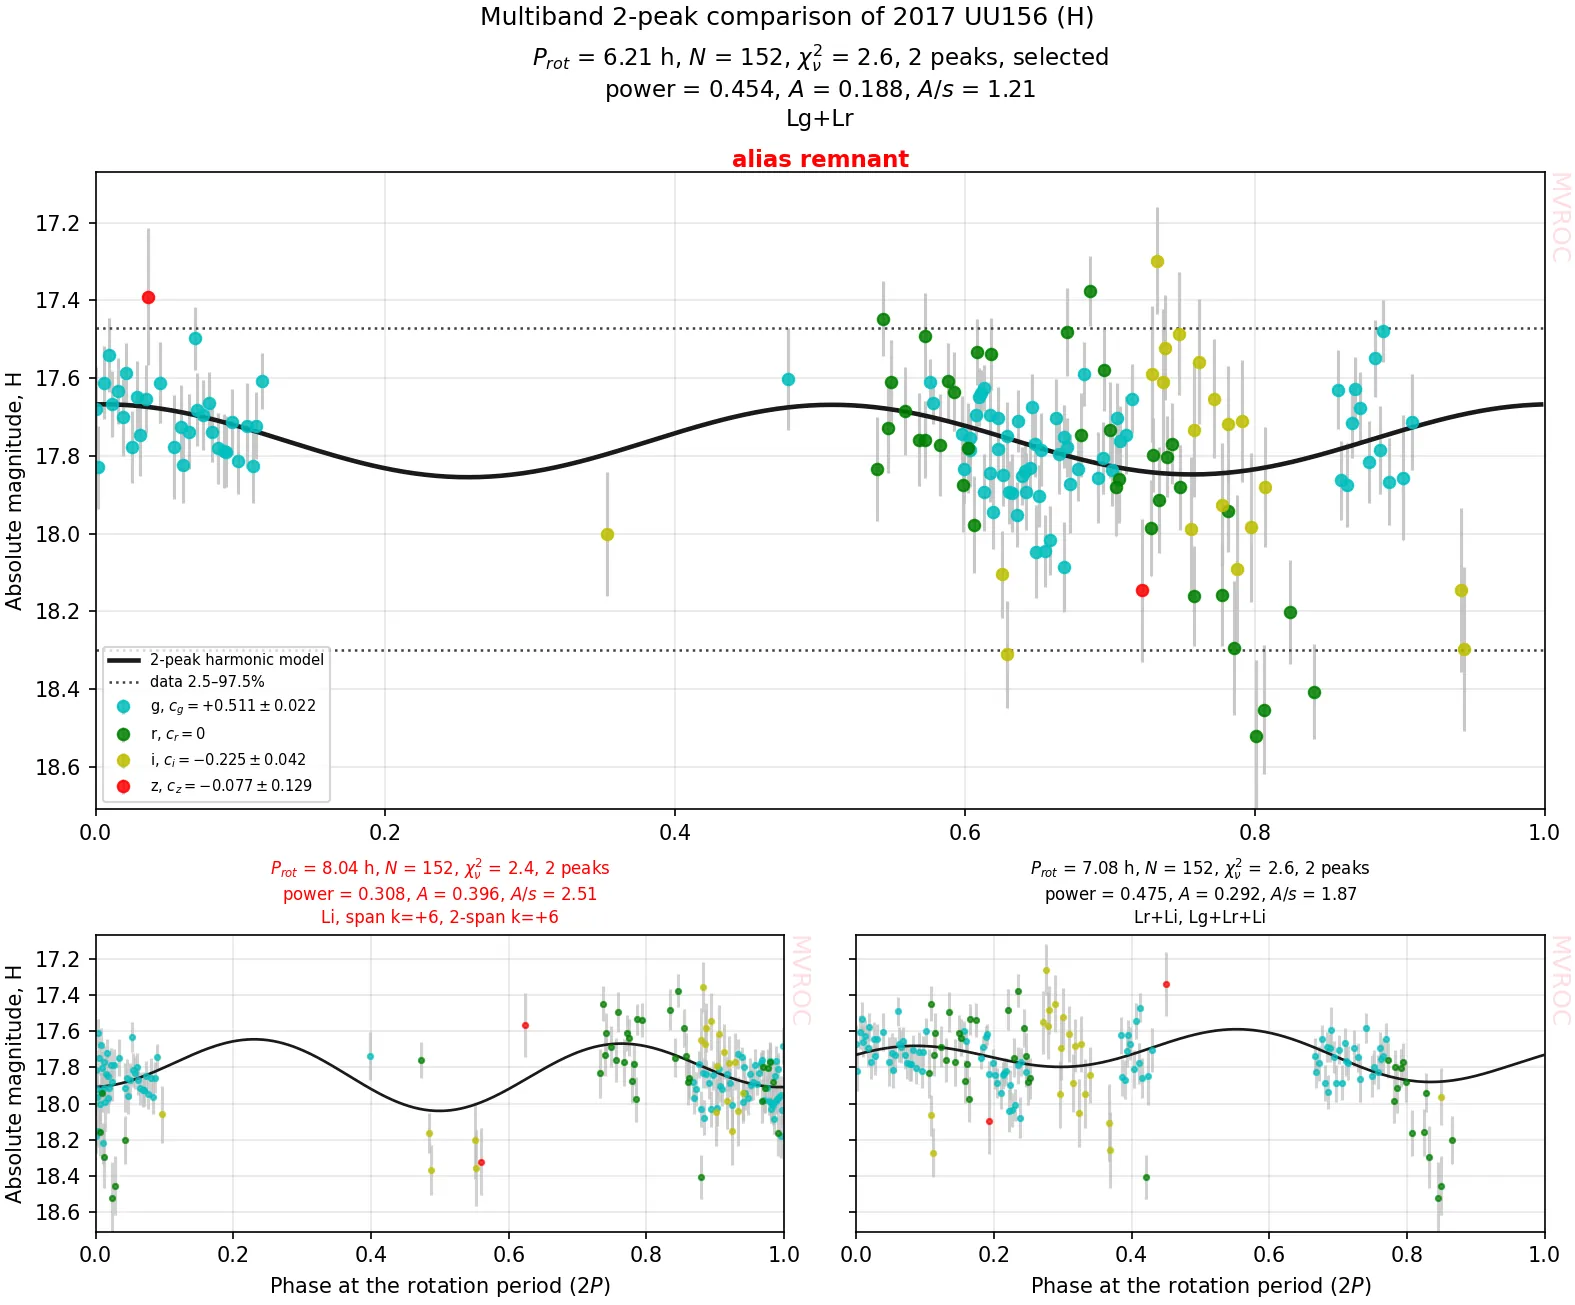 Multiband 2-peak comparison of 2017 UU156 (H)
P_rot = 6.21 h, N = 152, χ²_ν = 2.6, 2 peaks, selected
power = 0.454, A = 0.188, A/s = 1.21
Lg+Lr
alias remnant
MVROC
17.2
17.4
17.6
17.8
18.0
18.2
18.4
18.6
Absolute magnitude, H
2-peak harmonic model
data 2.5–97.5%
g, c_g = +0.511 ± 0.022
r, c_r = 0
i, c_i = −0.225 ± 0.042
z, c_z = −0.077 ± 0.129
0.0 0.2 0.4 0.6 0.8 1.0
P_rot = 8.04 h, N = 152, χ²_ν = 2.4, 2 peaks
power = 0.308, A = 0.396, A/s = 2.51
Li, span k=+6, 2-span k=+6
MVROC
17.2
17.4
17.6
17.8
18.0
18.2
18.4
18.6
Absolute magnitude, H
0.0 0.2 0.4 0.6 0.8 1.0
Phase at the rotation period (2P)
P_rot = 7.08 h, N = 152, χ²_ν = 2.6, 2 peaks
power = 0.475, A = 0.292, A/s = 1.87
Lr+Li, Lg+Lr+Li
MVROC
0.0 0.2 0.4 0.6 0.8 1.0
Phase at the rotation period (2P)